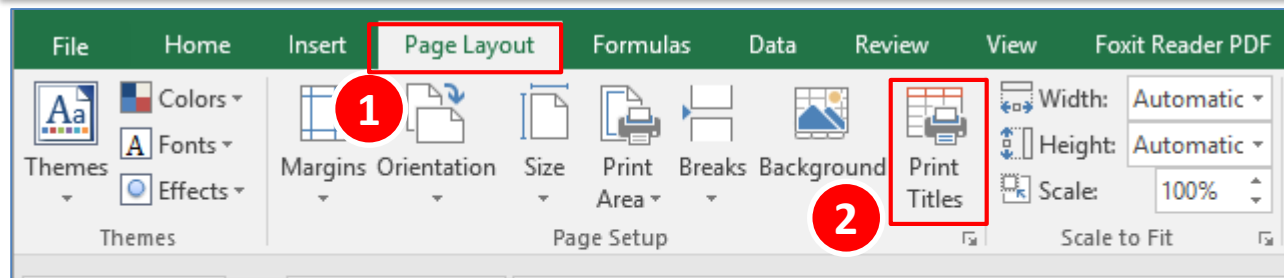 File Home Insert Page Layout Formulas Data Review View Foxit Reader PDF
1
Aa Colors Width: Automatic
A Fonts Height: Automatic
Themes Effects Margins Orientation Size Print Breaks Background Print Scale: 100%
Area Titles
2
Themes Page Setup Scale to Fit